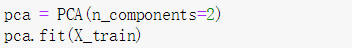 pca = PCA(n_components=2)
pca.fit(X_train)